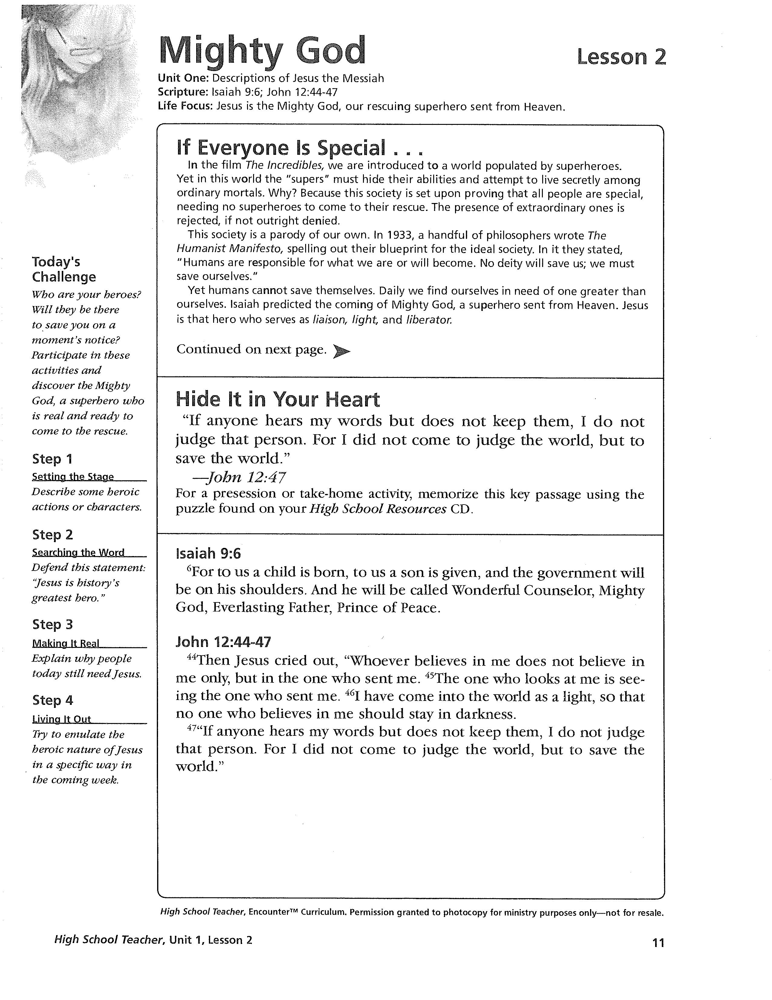 Mighty God
Lesson 2
Unit One: Descriptions of Jesus the Messiah
Scripture: Isaiah 9:6; John 12:44-47
Life Focus: Jesus is the Mighty God, our rescuing superhero sent from Heaven.
Today's
Challenge
Who are your heroes?
Will they be there
to save you on a
moment's notice?
Participate in these
activities and
discover the Mighty
God, a superhero who
is real and ready to
come to the rescue.
Step 1
Setting the Stage
Describe some heroic
actions or characters.
Step 2
Searching the Word
Defend this statement:
"Jesus is history's
greatest hero."
Step 3
Making It Real
Explain why people
today still need Jesus.
Step 4
Living It Out
Try to emulate the
heroic nature of Jesus
in a specific way in
the coming week.
If Everyone Is Special . . .
In the film The Incredibles, we are introduced to a world populated by superheroes.
Yet in this world the "supers" must hide their abilities and attempt to live secretly among
ordinary mortals. Why? Because this society is set upon proving that all people are special,
needing no superheroes to come to their rescue. The presence of extraordinary ones is
rejected, if not outright denied.
This society is a parody of our own. In 1933, a handful of philosophers wrote The
Humanist Manifesto, spelling out their blueprint for the ideal society. In it they stated,
"Humans are responsible for what we are or will become. No deity will save us; we must
save ourselves."
Yet humans cannot save themselves. Daily we find ourselves in need of one greater than
ourselves. Isaiah predicted the coming of Mighty God, a superhero sent from Heaven. Jesus
is that hero who serves as liaison, light, and liberator.
Continued on next page. ➤
Hide It in Your Heart
“If anyone hears my words but does not keep them, I do not
judge that person. For I did not come to judge the world, but to
save the world.”
—John 12:47
For a presession or take-home activity, memorize this key passage using the
puzzle found on your High School Resources CD.
Isaiah 9:6
⁶For to us a child is born, to us a son is given, and the government will
be on his shoulders. And he will be called Wonderful Counselor, Mighty
God, Everlasting Father, Prince of Peace.
John 12:44-47
⁴⁴Then Jesus cried out, “Whoever believes in me does not believe in
me only, but in the one who sent me. ⁴⁵The one who looks at me is see-
ing the one who sent me. ⁴⁶I have come into the world as a light, so that
no one who believes in me should stay in darkness.
⁴⁷“If anyone hears my words but does not keep them, I do not judge
that person. For I did not come to judge the world, but to save the
world.”
High School Teacher, Encounter™ Curriculum. Permission granted to photocopy for ministry purposes only—not for resale.
High School Teacher, Unit 1, Lesson 2
11